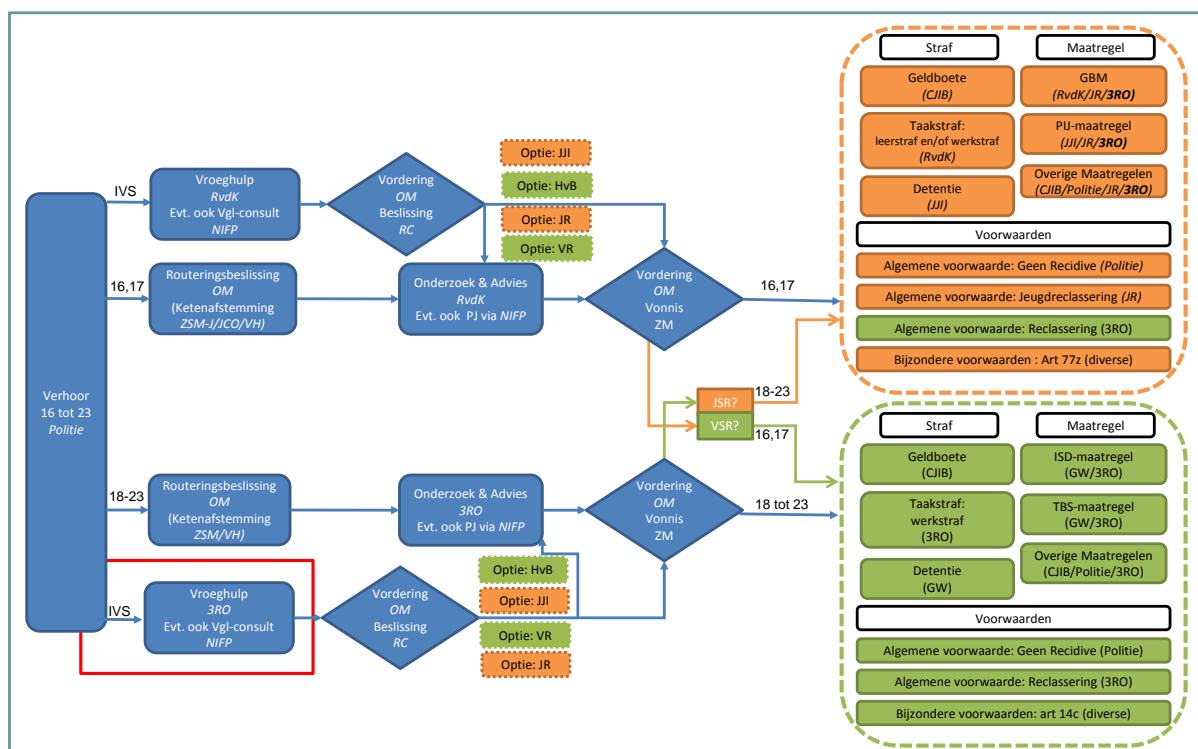 Verhoor
16 tot 23
Politie
IVS
Vroeghulp
RvdK
Evt. ook Vgl-consult
NIFP
Vordering
OM
Beslissing
RC
Optie: JJI
Optie: HvB
Optie: JR
Optie: VR
16,17
Routeringsbeslissing
OM
(Ketenafstemming
ZSM-J/JCO/VH)
Onderzoek & Advies
RvdK
Evt. ook  PJ via NIFP
Vordering
OM
Vonnis
ZM
16,17
JSR?
18-23
VSR?
16,17
18-23
Routeringsbeslissing
OM
(Ketenafstemming
ZSM/VH)
Onderzoek & Advies
3RO
Evt. ook PJ via NIFP
Vordering
OM
Vonnis
ZM
18 tot 23
IVS
Vroeghulp
3RO
Evt. ook Vgl-consult
NIFP
Vordering
OM
Beslissing
RC
Optie: HvB
Optie: JJI
Optie: VR
Optie: JR
Straf
Maatregel
Geldboete
(CJIB)
GBM
(RvdK/JR/3RO)
Taakstraf:
leerstraf en/of werkstraf
(RvdK)
PIJ-maatregel
(JJI/JR/3RO)
Detentie
(JJI)
Overige Maatregelen
(CJIB/Politie/JR/3RO)
Voorwaarden
Algemene voorwaarde: Geen Recidive (Politie)
Algemene voorwaarde: Jeugdreclassering (JR)
Algemene voorwaarde: Reclassering (3RO)
Bijzondere voorwaarden : Art 77z (diverse)
Straf
Maatregel
Geldboete
(CJIB)
ISD-maatregel
(GW/3RO)
Taakstraf:
werkstraf
(3RO)
TBS-maatregel
(GW/3RO)
Detentie
(GW)
Overige Maatregelen
(CJIB/Politie/3RO)
Voorwaarden
Algemene voorwaarde: Geen Recidive (Politie)
Algemene voorwaarde: Reclassering (3RO)
Bijzondere voorwaarden: art 14c (diverse)